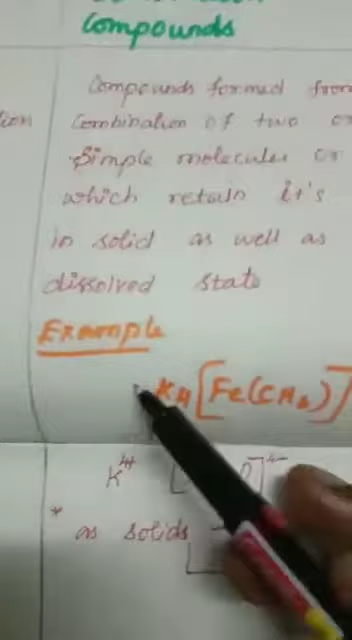 Compounds
Compounds formed from
Combination of two or
Simple molecules or
which retain it's
in solid as well as
dissolved state
Example
K4[Fe(CN6)]
* as solids